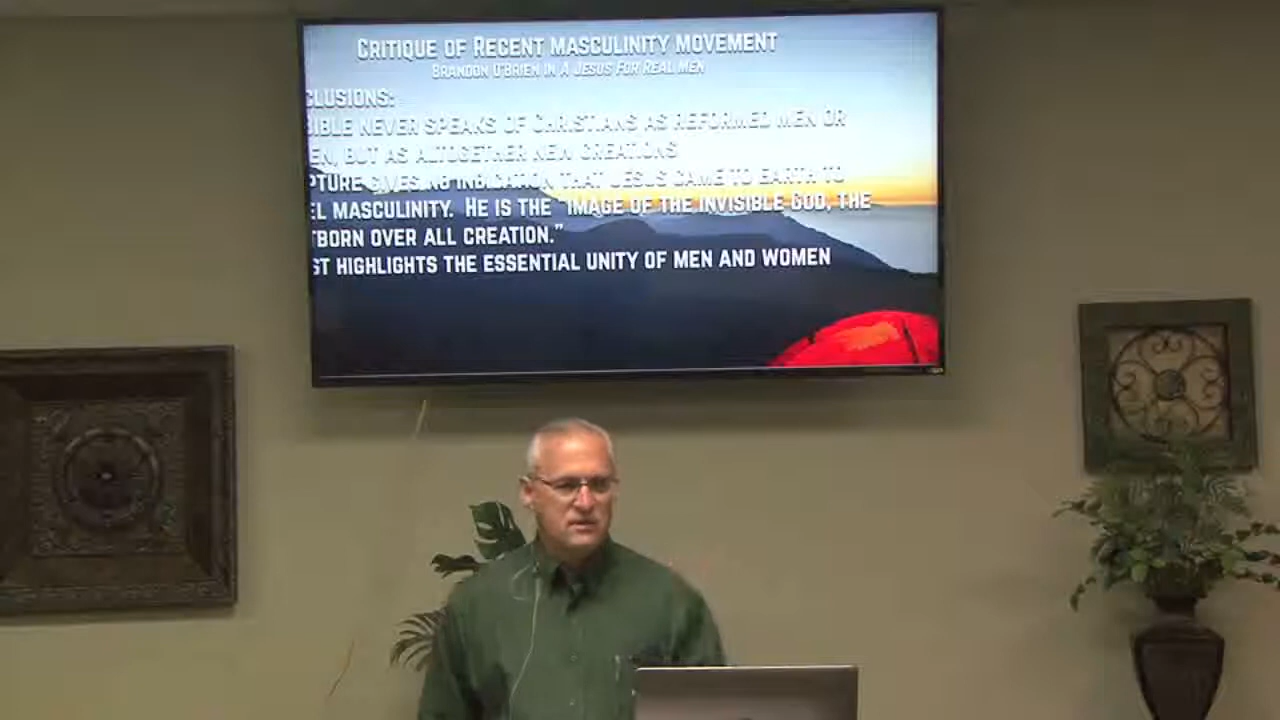 Critique of Recent masculinity movement
Brandon O'Brien in A Jesus For Real Men
clusions:
Bible never speaks of Christians as reformed men or
en, but as altogether new creations
pture gives no indication that Jesus came to earth to
el masculinity. He is the "image of the invisible God, the
tborn over all creation."
st highlights the essential unity of men and women